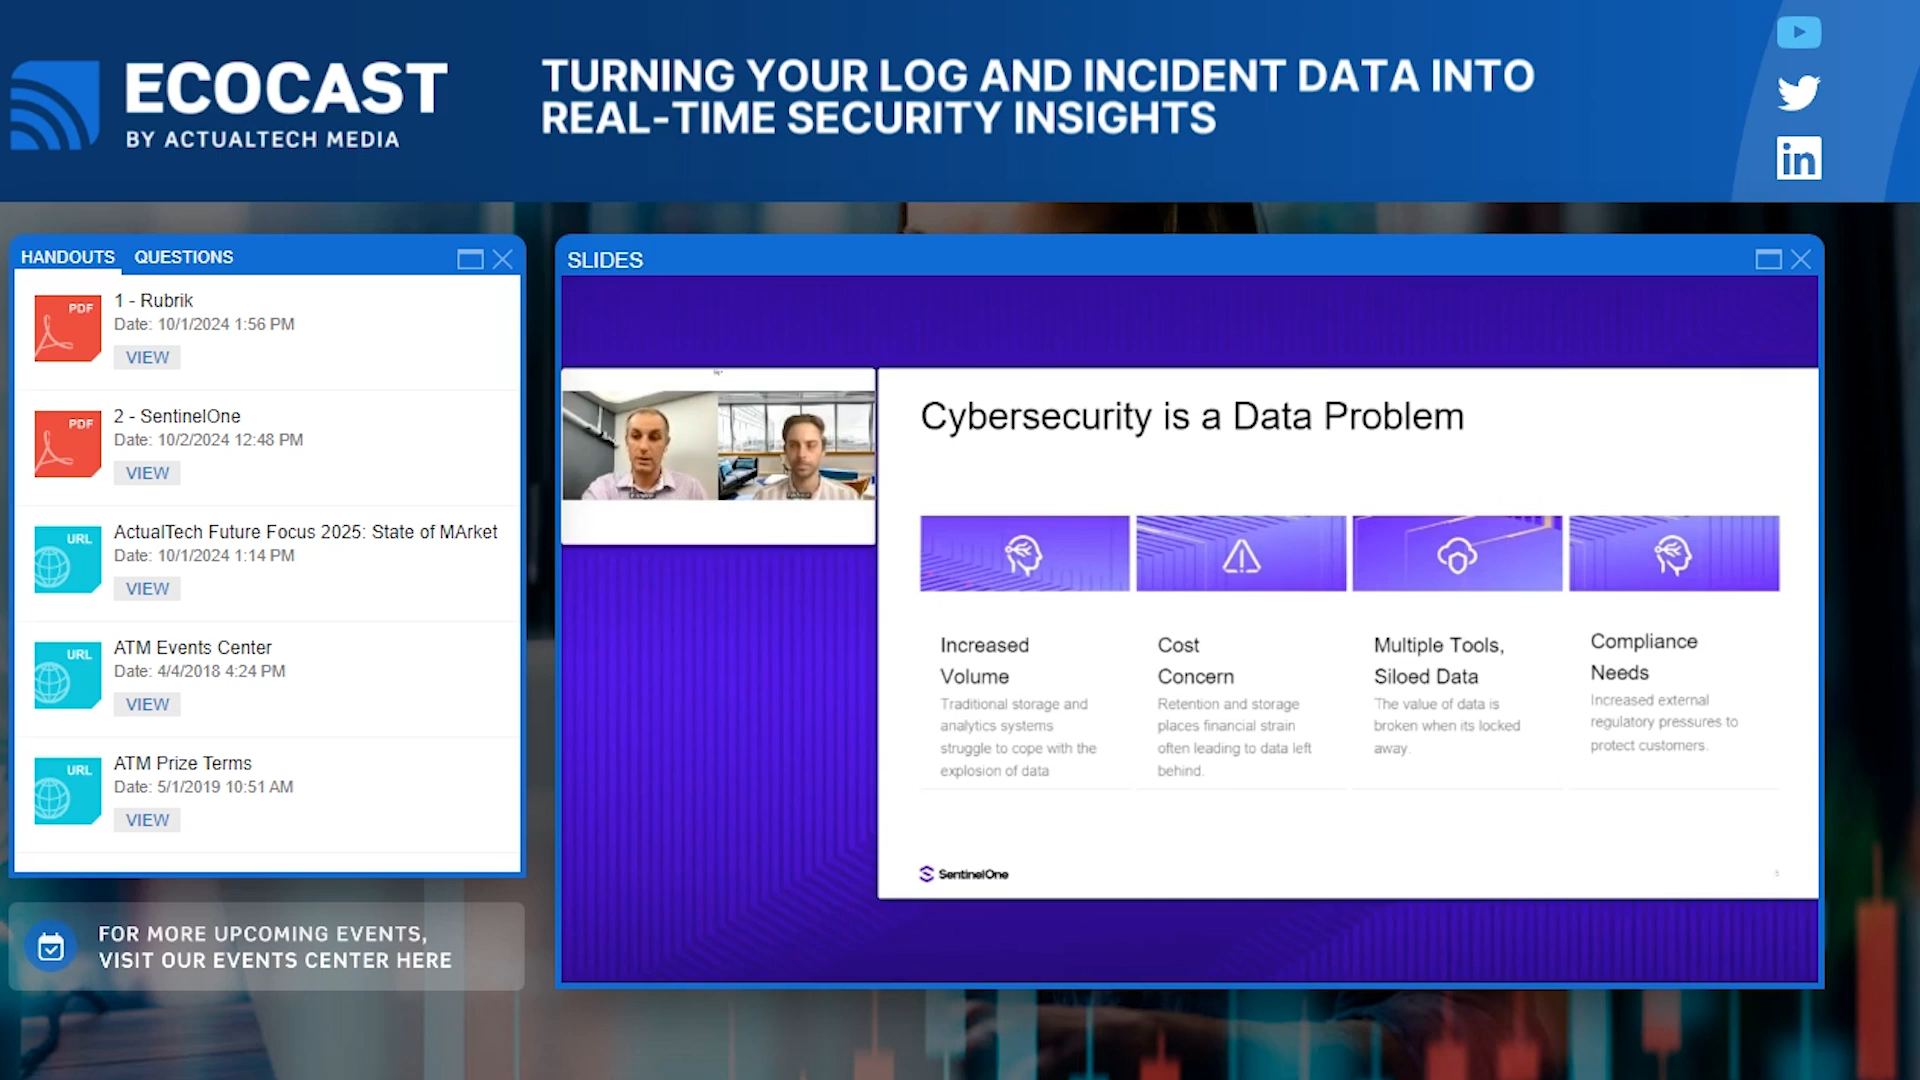 ECOCAST
BY ACTUALTECH MEDIA
TURNING YOUR LOG AND INCIDENT DATA INTO
REAL-TIME SECURITY INSIGHTS
in
HANDOUTS QUESTIONS
PDF
1 - Rubrik
Date: 10/1/2024 1:56 PM
VIEW
PDF
2 - SentinelOne
Date: 10/2/2024 12:48 PM
VIEW
URL
ActualTech Future Focus 2025: State of MArket
Date: 10/1/2024 1:14 PM
VIEW
URL
ATM Events Center
Date: 4/4/2018 4:24 PM
VIEW
URL
ATM Prize Terms
Date: 5/1/2019 10:51 AM
VIEW
FOR MORE UPCOMING EVENTS,
VISIT OUR EVENTS CENTER HERE
SLIDES
Cybersecurity is a Data Problem
Increased
Volume
Traditional storage and
analytics systems
struggle to cope with the
explosion of data
Cost
Concern
Retention and storage
places financial strain
often leading to data left
behind.
Multiple Tools,
Siloed Data
The value of data is
broken when its locked
away.
Compliance
Needs
Increased external
regulatory pressures to
protect customers.
SentinelOne